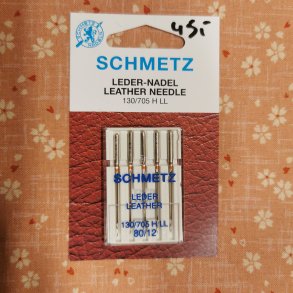 45,-
SCHMETZ
LEDER-NADEL
LEATHER NEEDLE
130/705 H LL
SCHMETZ
LEDER
LEATHER
130/705 H LL
80/12